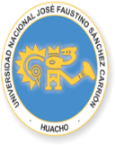 UNIVERSIDAD NACIONAL JOSÉ FAUSTINO SÁNCHEZ CARRIÓN
· HUACHO ·